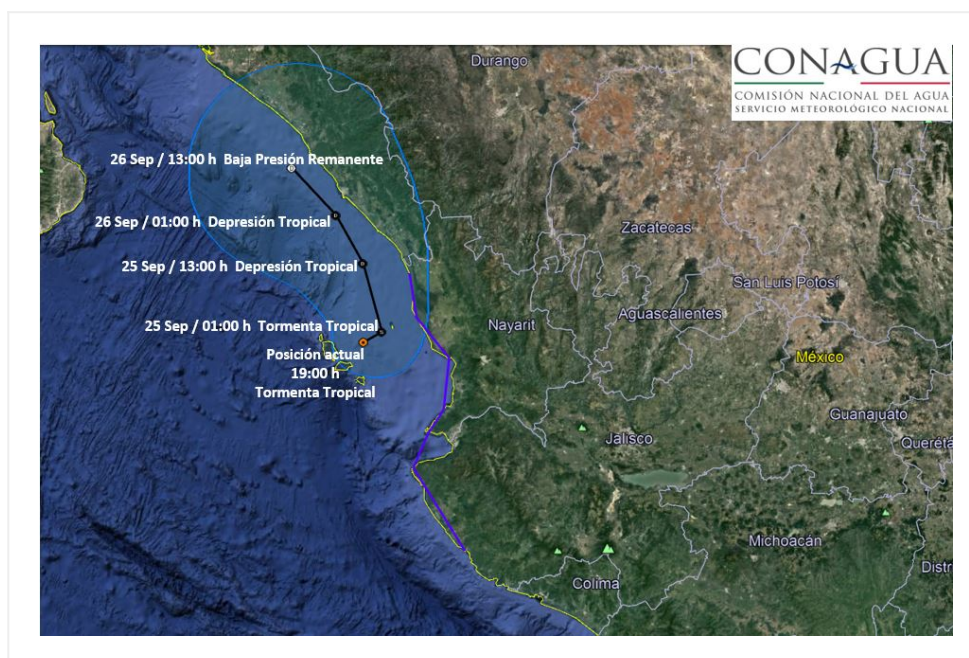 CONAGUA
COMISIÓN NACIONAL DEL AGUA
SERVICIO METEOROLÓGICO NACIONAL
Durango
26 Sep / 13:00 h Baja Presión Remanente
26 Sep / 01:00 h Depresión Tropical
Zacatecas
25 Sep / 13:00 h Depresión Tropical
San Luis Potosí
Aguascalientes
25 Sep / 01:00 h Tormenta Tropical
Nayarit
Posición actual
19:00 h
Tormenta Tropical
México
Guanajuato
Jalisco
Queréta
Michoacán
Distr
Colima